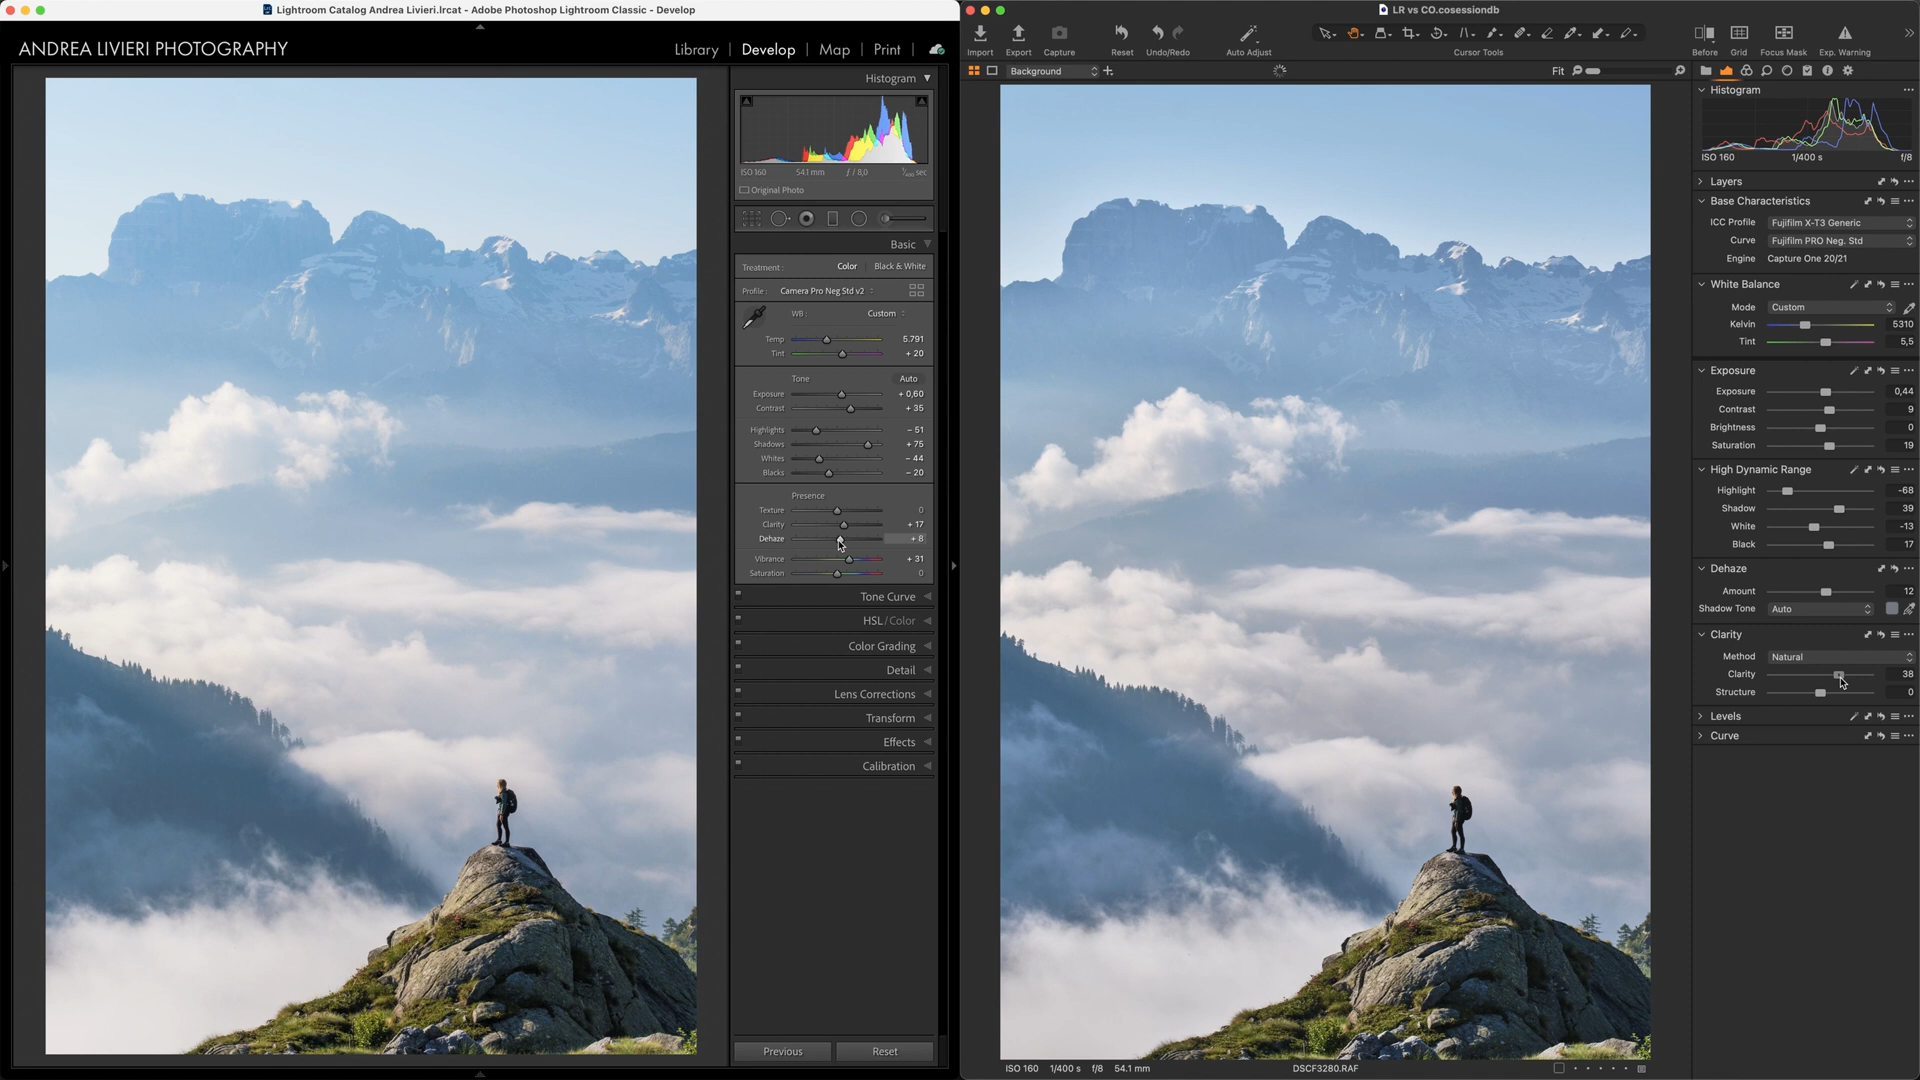 Lightroom Catalog Andrea Livieri.lrcat - Adobe Photoshop Lightroom Classic - Develop
ANDREA LIVIERI PHOTOGRAPHY
Library | Develop | Map | Print |
Histogram
ISO 160 54.1 mm ƒ / 8,0 1/400 sec
Original Photo
Basic
Treatment : Color Black & White
Profile : Camera Pro Neg Std v2
WB : Custom
Temp 5.791
Tint + 20
Tone Auto
Exposure + 0,60
Contrast + 35
Highlights − 51
Shadows + 75
Whites − 44
Blacks − 20
Presence
Texture 0
Clarity + 17
Dehaze + 8
Vibrance + 31
Saturation 0
Tone Curve
HSL / Color
Color Grading
Detail
Lens Corrections
Transform
Effects
Calibration
Previous Reset
LR vs CO.cosessiondb
Import Export Capture Reset Undo/Redo Auto Adjust Cursor Tools Before Grid Focus Mask Exp. Warning
Background Fit
Histogram
ISO 160 1/400 s f/8
Layers
Base Characteristics
ICC Profile Fujifilm X-T3 Generic
Curve Fujifilm PRO Neg. Std
Engine Capture One 20/21
White Balance
Mode Custom
Kelvin 5310
Tint 5,5
Exposure
Exposure 0,44
Contrast 9
Brightness 0
Saturation 19
High Dynamic Range
Highlight -68
Shadow 39
White -13
Black 17
Dehaze
Amount 12
Shadow Tone Auto
Clarity
Method Natural
Clarity 38
Structure 0
Levels
Curve
ISO 160 1/400 s f/8 54.1 mm DSCF3280.RAF